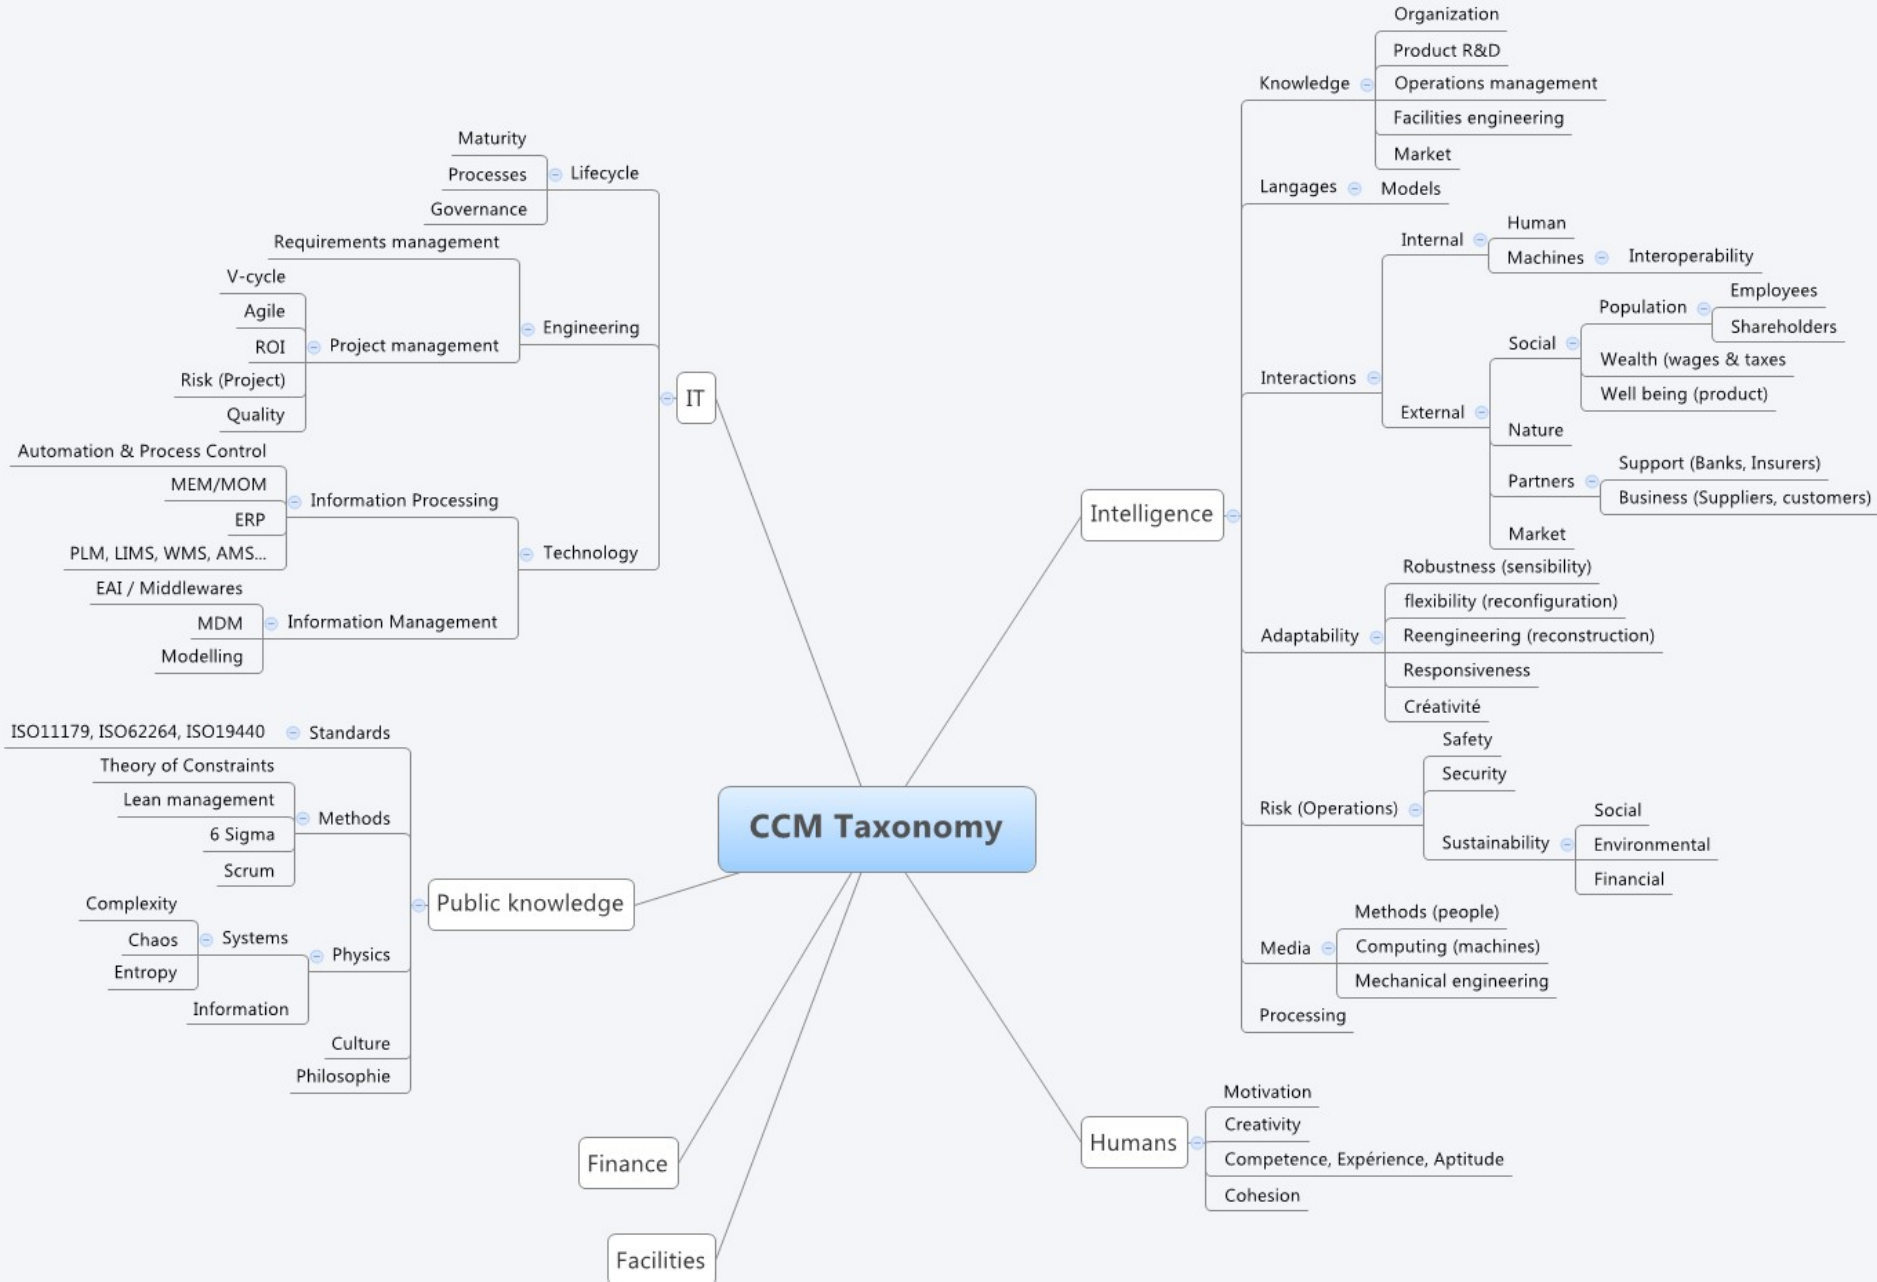 CCM Taxonomy
IT
Lifecycle
Maturity
Processes
Governance
Engineering
Requirements management
Project management
V-cycle
Agile
ROI
Risk (Project)
Quality
Technology
Information Processing
Automation & Process Control
MEM/MOM
ERP
PLM, LIMS, WMS, AMS...
Information Management
EAI / Middlewares
MDM
Modelling
Public knowledge
Standards
ISO11179, ISO62264, ISO19440
Methods
Theory of Constraints
Lean management
6 Sigma
Scrum
Physics
Systems
Complexity
Chaos
Entropy
Information
Culture
Philosophie
Finance
Facilities
Intelligence
Knowledge
Organization
Product R&D
Operations management
Facilities engineering
Market
Langages
Models
Interactions
Internal
Human
Machines
Interoperability
External
Social
Population
Employees
Shareholders
Wealth (wages & taxes
Well being (product)
Nature
Partners
Support (Banks, Insurers)
Business (Suppliers, customers)
Market
Adaptability
Robustness (sensibility)
flexibility (reconfiguration)
Reengineering (reconstruction)
Responsiveness
Créativité
Risk (Operations)
Safety
Security
Sustainability
Social
Environmental
Financial
Media
Methods (people)
Computing (machines)
Mechanical engineering
Processing
Humans
Motivation
Creativity
Competence, Expérience, Aptitude
Cohesion